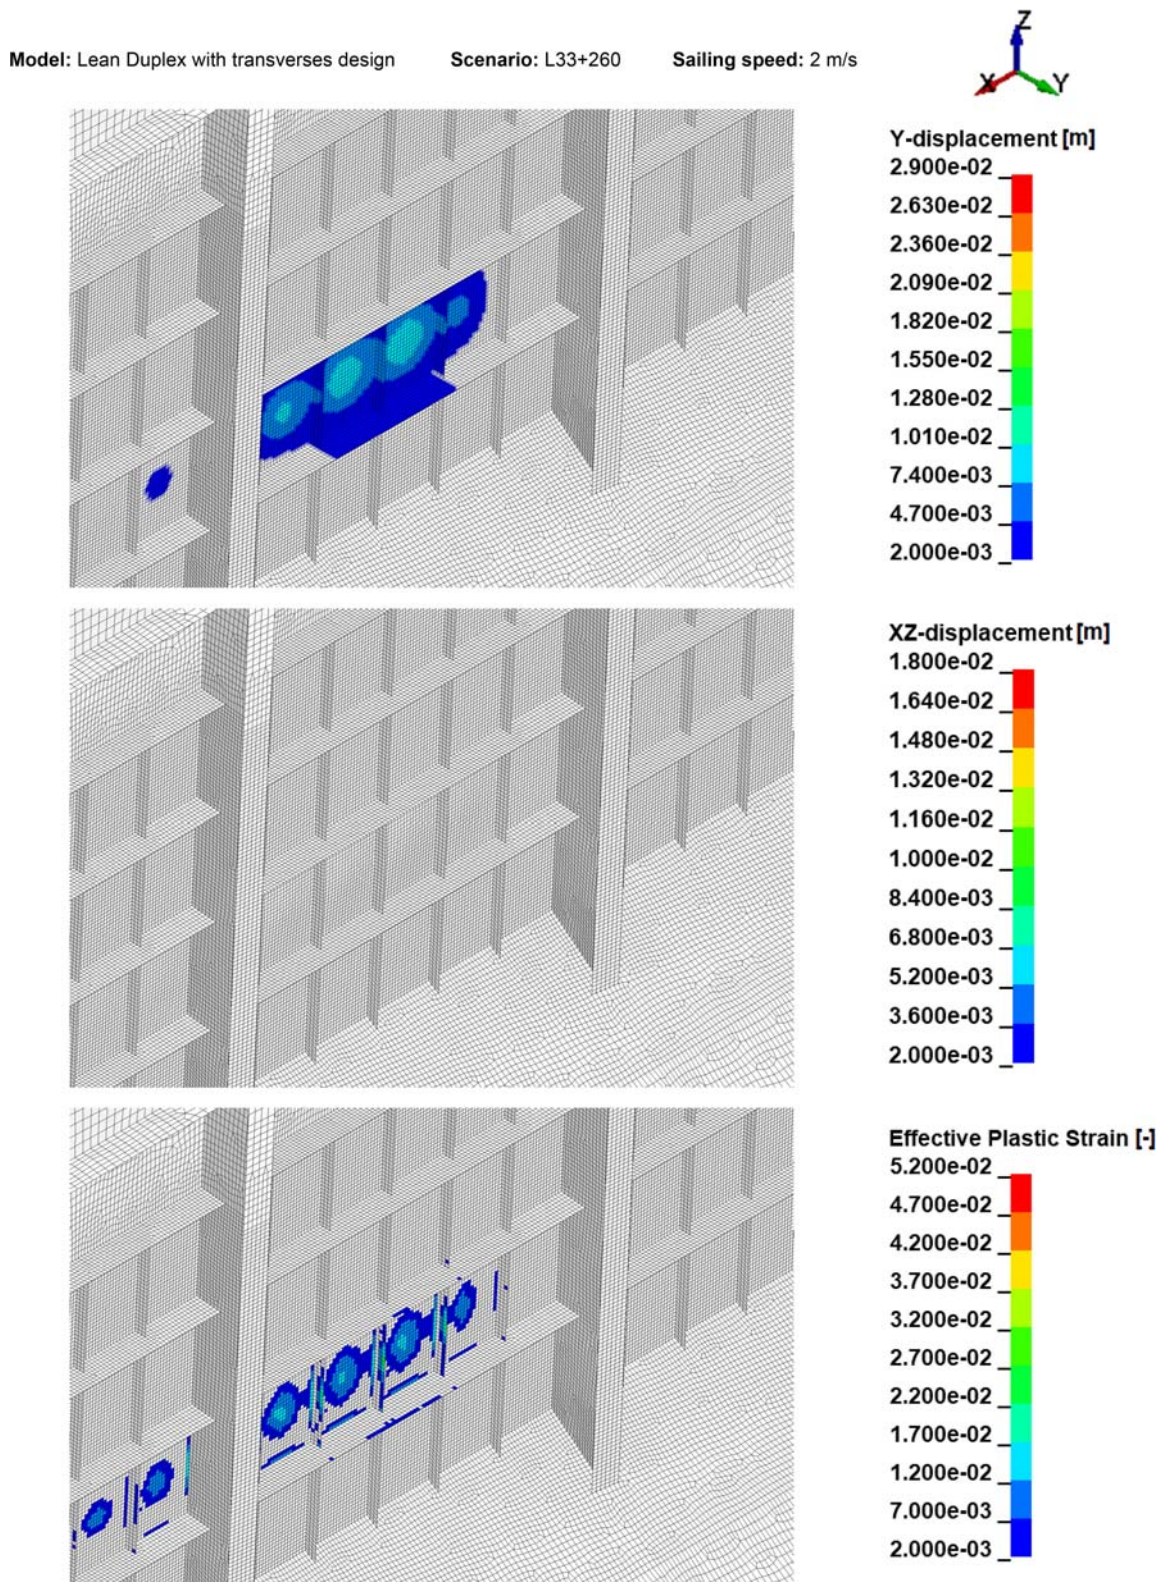 Z
X Y
Model: Lean Duplex with transverses design Scenario: L33+260 Sailing speed: 2 m/s
Y-displacement [m]
2.900e-02
2.630e-02
2.360e-02
2.090e-02
1.820e-02
1.550e-02
1.280e-02
1.010e-02
7.400e-03
4.700e-03
2.000e-03
XZ-displacement [m]
1.800e-02
1.640e-02
1.480e-02
1.320e-02
1.160e-02
1.000e-02
8.400e-03
6.800e-03
5.200e-03
3.600e-03
2.000e-03
Effective Plastic Strain [-]
5.200e-02
4.700e-02
4.200e-02
3.700e-02
3.200e-02
2.700e-02
2.200e-02
1.700e-02
1.200e-02
7.000e-03
2.000e-03